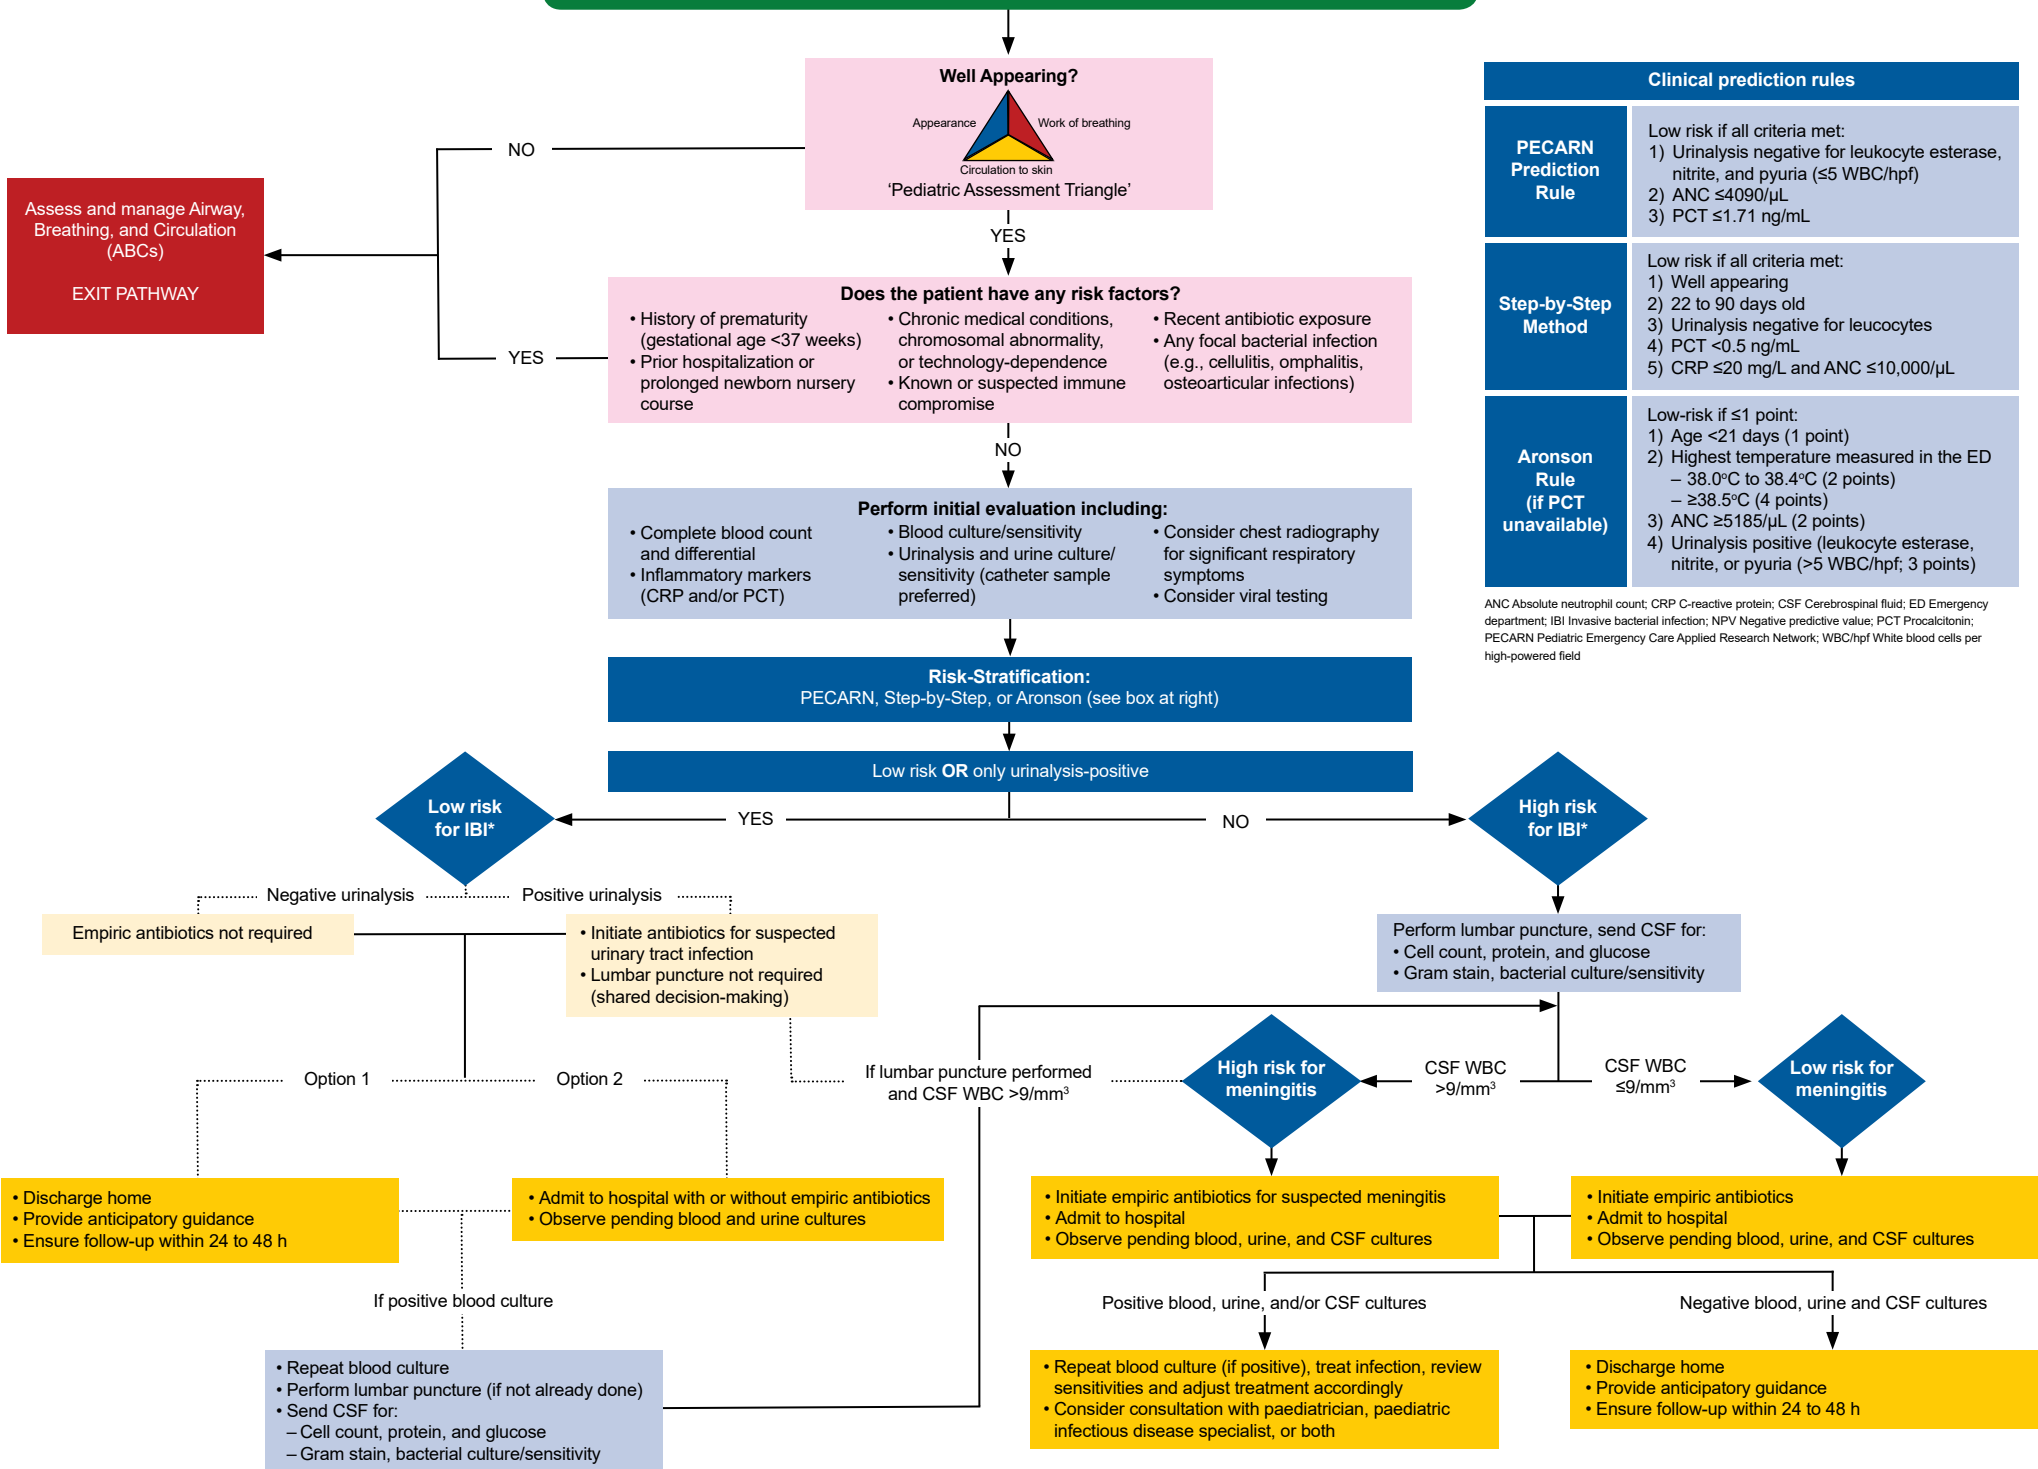 Well Appearing?
Appearance
Work of breathing
Circulation to skin
‘Pediatric Assessment Triangle’
NO
YES
Assess and manage Airway,
Breathing, and Circulation
(ABCs)
EXIT PATHWAY
Does the patient have any risk factors?
• History of prematurity
(gestational age <37 weeks)
• Prior hospitalization or
prolonged newborn nursery
course
• Chronic medical conditions,
chromosomal abnormality,
or technology-dependence
• Known or suspected immune
compromise
• Recent antibiotic exposure
• Any focal bacterial infection
(e.g., cellulitis, omphalitis,
osteoarticular infections)
YES
NO
Perform initial evaluation including:
• Complete blood count
and differential
• Inflammatory markers
(CRP and/or PCT)
• Blood culture/sensitivity
• Urinalysis and urine culture/
sensitivity (catheter sample
preferred)
• Consider chest radiography
for significant respiratory
symptoms
• Consider viral testing
Risk-Stratification:
PECARN, Step-by-Step, or Aronson (see box at right)
Low risk OR only urinalysis-positive
YES
NO
Low risk
for IBI*
High risk
for IBI*
Negative urinalysis
Positive urinalysis
Empiric antibiotics not required
• Initiate antibiotics for suspected
urinary tract infection
• Lumbar puncture not required
(shared decision-making)
Perform lumbar puncture, send CSF for:
• Cell count, protein, and glucose
• Gram stain, bacterial culture/sensitivity
Option 1
Option 2
If lumbar puncture performed
and CSF WBC >9/mm³
High risk for
meningitis
CSF WBC
>9/mm³
CSF WBC
≤9/mm³
Low risk for
meningitis
• Discharge home
• Provide anticipatory guidance
• Ensure follow-up within 24 to 48 h
• Admit to hospital with or without empiric antibiotics
• Observe pending blood and urine cultures
• Initiate empiric antibiotics for suspected meningitis
• Admit to hospital
• Observe pending blood, urine, and CSF cultures
• Initiate empiric antibiotics
• Admit to hospital
• Observe pending blood, urine, and CSF cultures
If positive blood culture
Positive blood, urine, and/or CSF cultures
Negative blood, urine and CSF cultures
• Repeat blood culture
• Perform lumbar puncture (if not already done)
• Send CSF for:
– Cell count, protein, and glucose
– Gram stain, bacterial culture/sensitivity
• Repeat blood culture (if positive), treat infection, review
sensitivities and adjust treatment accordingly
• Consider consultation with paediatrician, paediatric
infectious disease specialist, or both
• Discharge home
• Provide anticipatory guidance
• Ensure follow-up within 24 to 48 h
Clinical prediction rules
PECARN
Prediction
Rule
Low risk if all criteria met:
1) Urinalysis negative for leukocyte esterase,
nitrite, and pyuria (≤5 WBC/hpf)
2) ANC ≤4090/µL
3) PCT ≤1.71 ng/mL
Step-by-Step
Method
Low risk if all criteria met:
1) Well appearing
2) 22 to 90 days old
3) Urinalysis negative for leucocytes
4) PCT <0.5 ng/mL
5) CRP ≤20 mg/L and ANC ≤10,000/µL
Aronson
Rule
(if PCT
unavailable)
Low-risk if ≤1 point:
1) Age <21 days (1 point)
2) Highest temperature measured in the ED
– 38.0°C to 38.4°C (2 points)
– ≥38.5°C (4 points)
3) ANC ≥5185/µL (2 points)
4) Urinalysis positive (leukocyte esterase,
nitrite, or pyuria (>5 WBC/hpf; 3 points)
ANC Absolute neutrophil count; CRP C-reactive protein; CSF Cerebrospinal fluid; ED Emergency
department; IBI Invasive bacterial infection; NPV Negative predictive value; PCT Procalcitonin;
PECARN Pediatric Emergency Care Applied Research Network; WBC/hpf White blood cells per
high-powered field